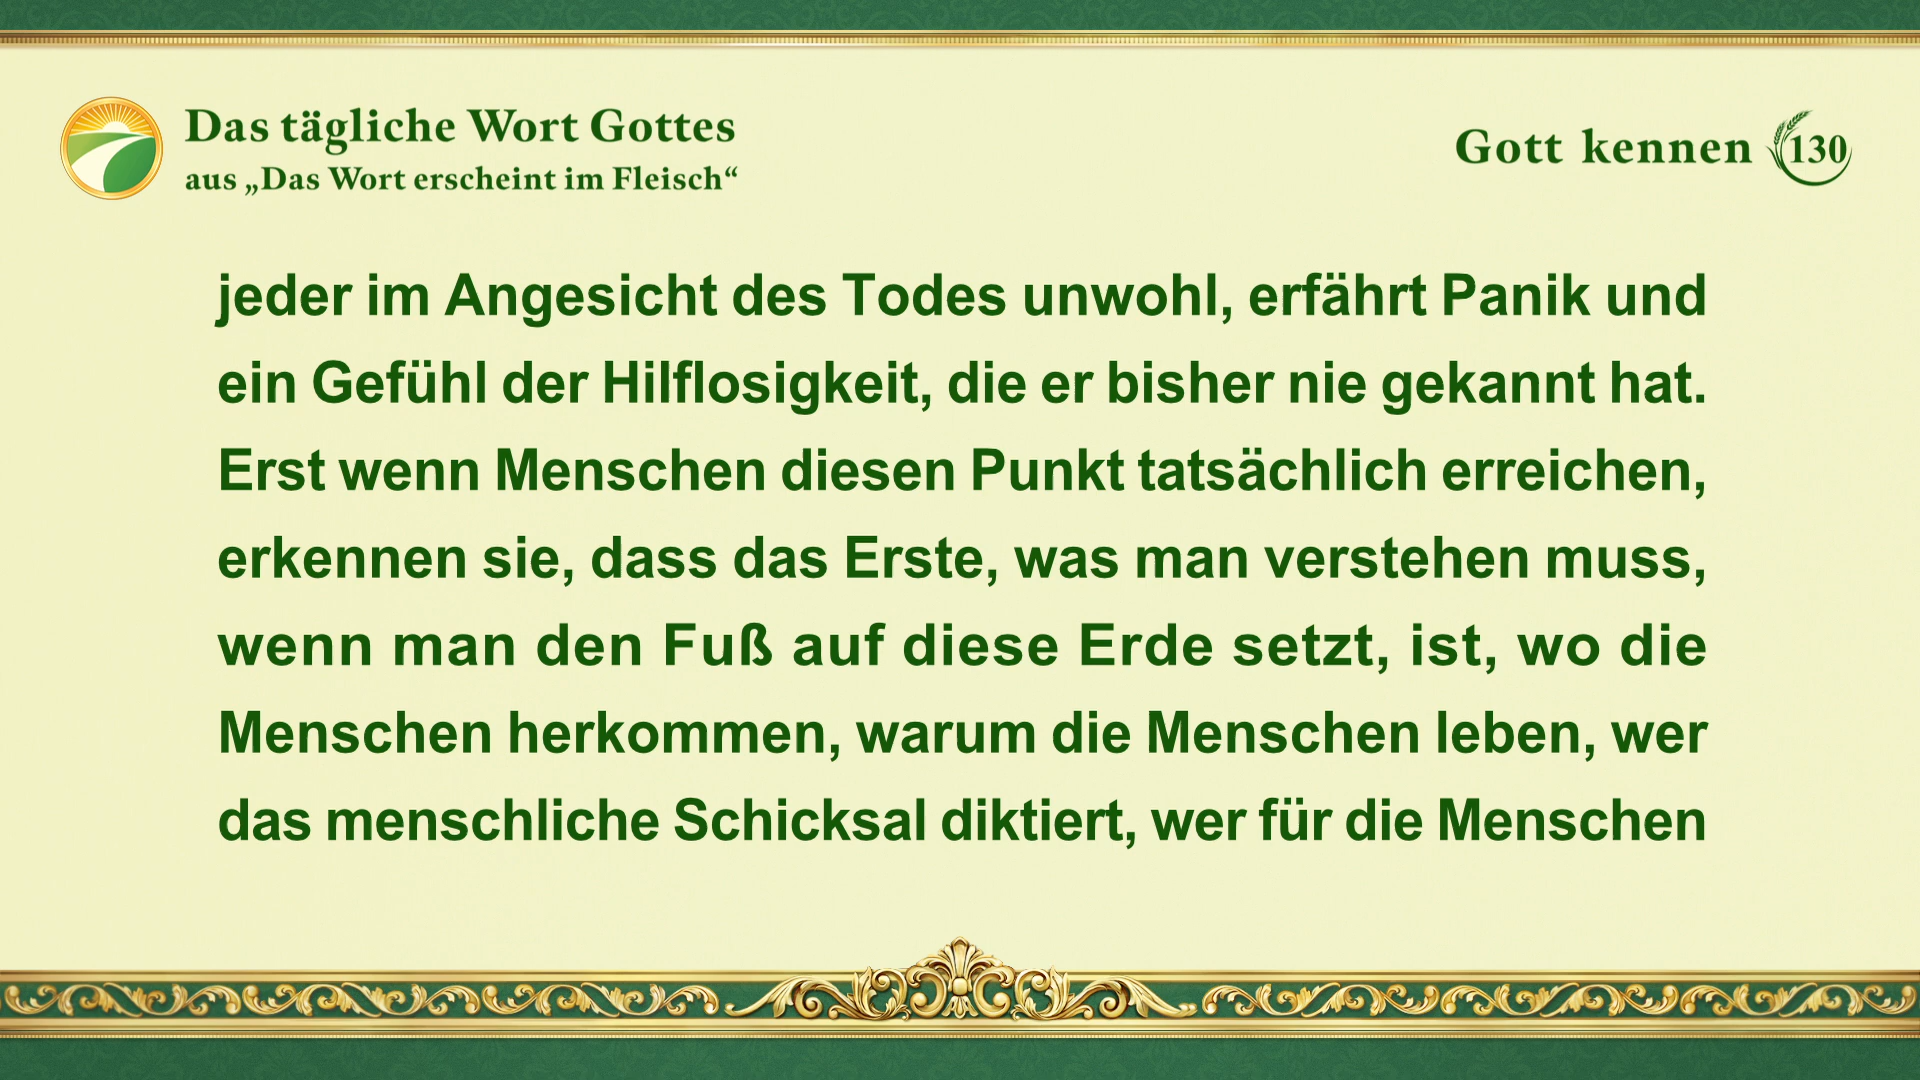 Das tägliche Wort Gottes
aus „Das Wort erscheint im Fleisch“
Gott kennen 130
jeder im Angesicht des Todes unwohl, erfährt Panik und
ein Gefühl der Hilflosigkeit, die er bisher nie gekannt hat.
Erst wenn Menschen diesen Punkt tatsächlich erreichen,
erkennen sie, dass das Erste, was man verstehen muss,
wenn man den Fuß auf diese Erde setzt, ist, wo die
Menschen herkommen, warum die Menschen leben, wer
das menschliche Schicksal diktiert, wer für die Menschen